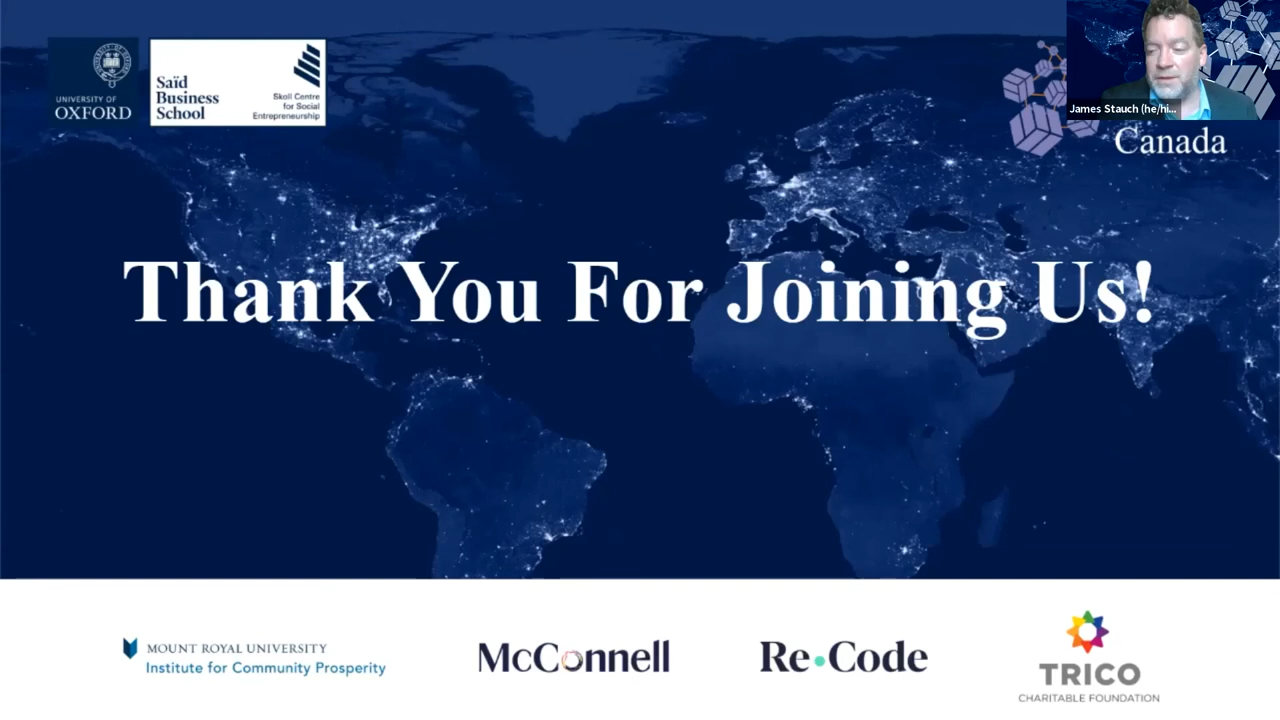 UNIVERSITY OF
OXFORD
Saïd
Business
School
Skoll Centre
for Social
Entrepreneurship
James Stauch (he/hi...
Canada
Thank You For Joining Us!
MOUNT ROYAL UNIVERSITY
Institute for Community Prosperity
McConnell
Re•Code
TRICO
CHARITABLE FOUNDATION